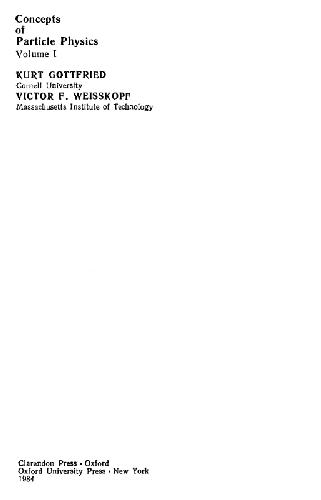 Concepts
of
Particle Physics
Volume I
KURT GOTTFRIED
Cornell University
VICTOR F. WEISSKOPF
Massachusetts Institute of Technology
Clarendon Press • Oxford
Oxford University Press • New York
1984